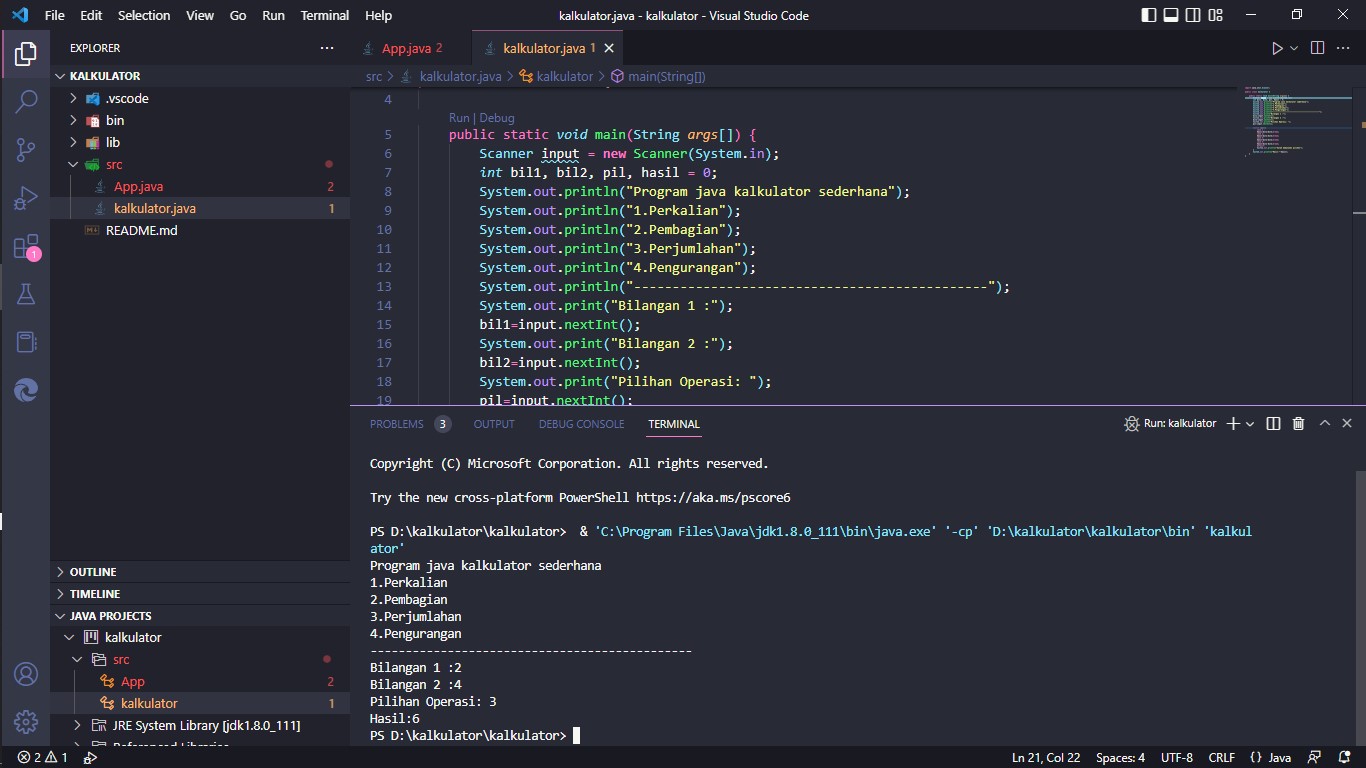 File Edit Selection View Go Run Terminal Help kalkulator.java - kalkulator - Visual Studio Code
EXPLORER
KALKULATOR
.vscode
bin
lib
src
App.java 2
kalkulator.java 1
README.md
OUTLINE
TIMELINE
JAVA PROJECTS
kalkulator
src
App 2
kalkulator 1
JRE System Library [jdk1.8.0_111]
1
App.java 2 kalkulator.java 1
src > kalkulator.java > kalkulator > main(String[])
4
Run | Debug
5 public static void main(String args[]) {
6 Scanner input = new Scanner(System.in);
7 int bil1, bil2, pil, hasil = 0;
8 System.out.println("Program java kalkulator sederhana");
9 System.out.println("1.Perkalian");
10 System.out.println("2.Pembagian");
11 System.out.println("3.Perjumlahan");
12 System.out.println("4.Pengurangan");
13 System.out.println("----------------------------------------------");
14 System.out.print("Bilangan 1 :");
15 bil1=input.nextInt();
16 System.out.print("Bilangan 2 :");
17 bil2=input.nextInt();
18 System.out.print("Pilihan Operasi: ");
19 pil=input.nextInt();
PROBLEMS 3 OUTPUT DEBUG CONSOLE TERMINAL Run: kalkulator
Copyright (C) Microsoft Corporation. All rights reserved.
Try the new cross-platform PowerShell https://aka.ms/pscore6
PS D:\kalkulator\kalkulator>  & 'C:\Program Files\Java\jdk1.8.0_111\bin\java.exe' '-cp' 'D:\kalkulator\kalkulator\bin' 'kalkul
ator'
Program java kalkulator sederhana
1.Perkalian
2.Pembagian
3.Perjumlahan
4.Pengurangan
----------------------------------------------
Bilangan 1 :2
Bilangan 2 :4
Pilihan Operasi: 3
Hasil:6
PS D:\kalkulator\kalkulator>
2 1 Ln 21, Col 22 Spaces: 4 UTF-8 CRLF {} Java